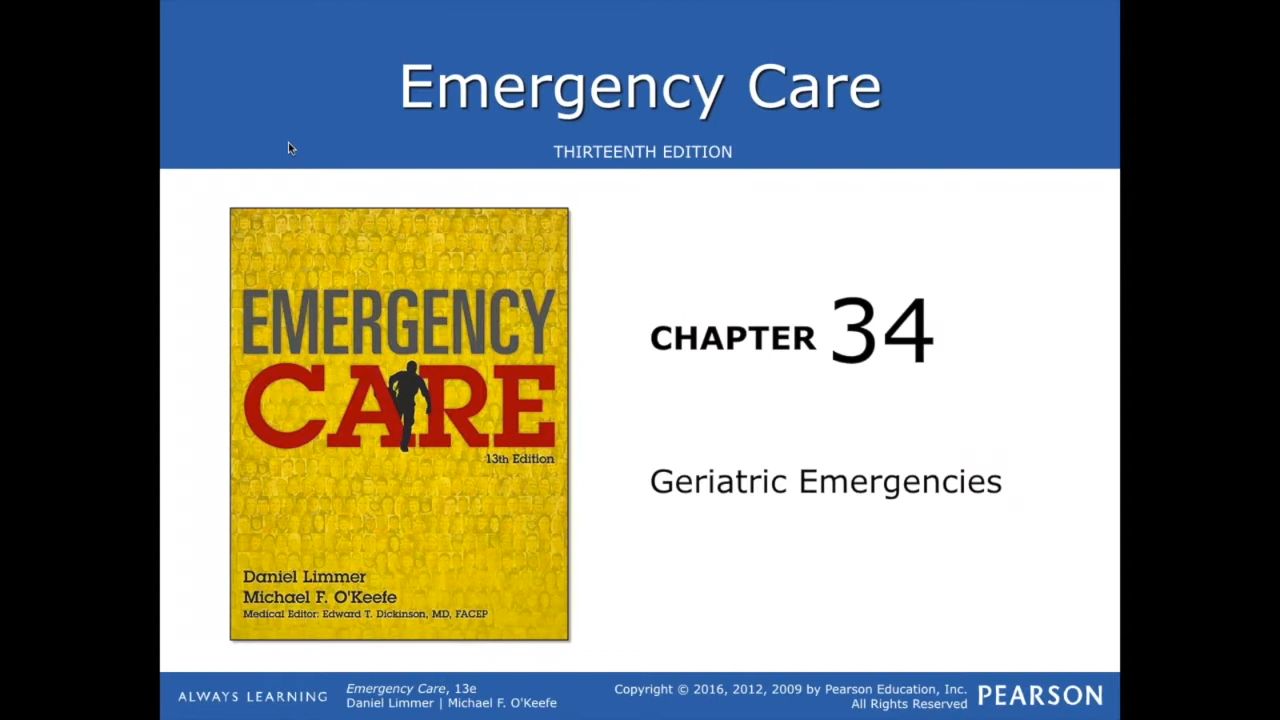 Emergency Care
THIRTEENTH EDITION
EMERGENCY
CARE
13th Edition
Daniel Limmer
Michael F. O'Keefe
Medical Editor: Edward T. Dickinson, MD, FACEP
CHAPTER 34
Geriatric Emergencies
ALWAYS LEARNING
Emergency Care, 13e
Daniel Limmer | Michael F. O'Keefe
Copyright © 2016, 2012, 2009 by Pearson Education, Inc.
All Rights Reserved
PEARSON